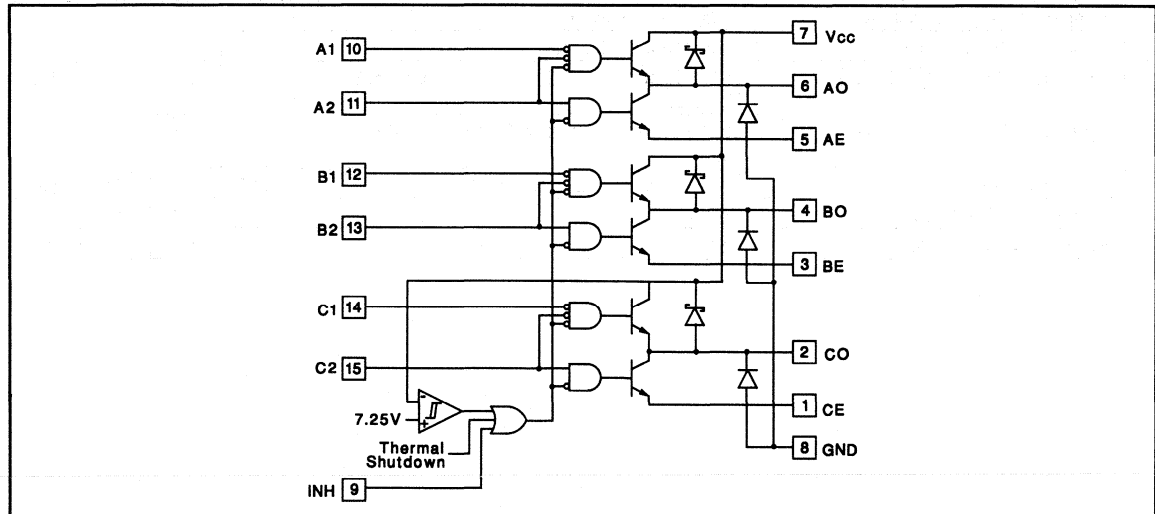 A1 10
7 Vcc
6 AO
A2 11
5 AE
B1 12
4 BO
B2 13
3 BE
C1 14
2 CO
C2 15
1 CE
-
7.25V +
Thermal
Shutdown
8 GND
INH 9